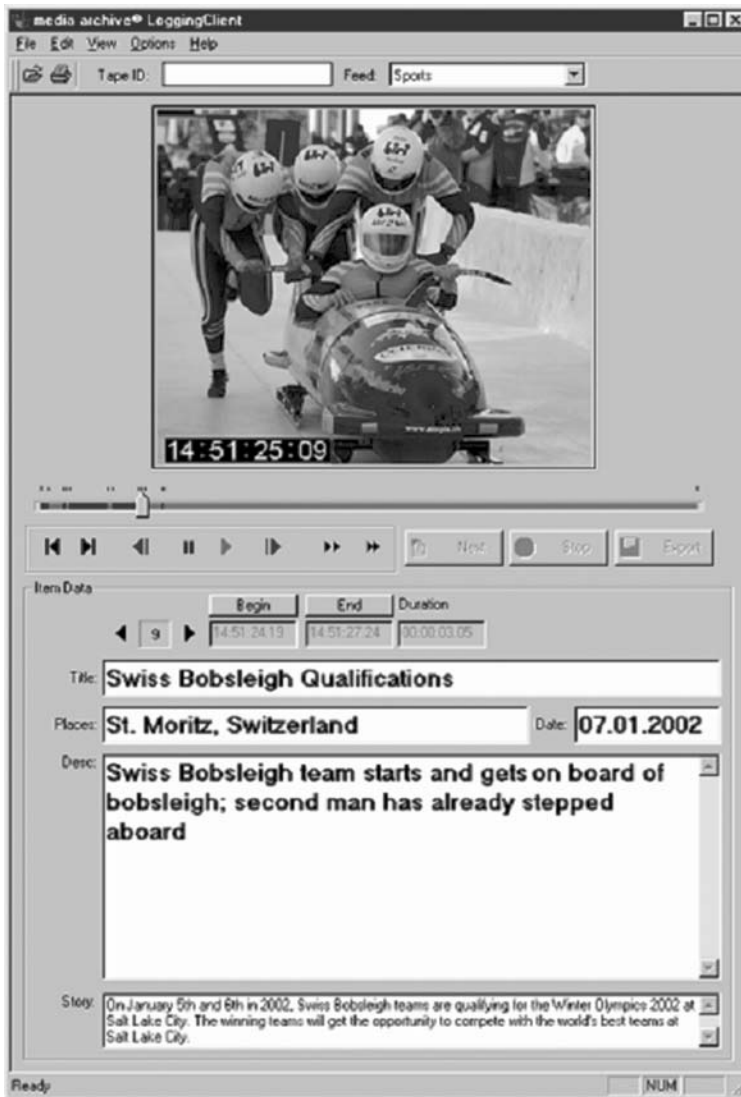 media archive® LoggingClient
File Edit View Options Help
Tape ID: Feed: Sports
www.
14:51:25:09
Next Stop Export
Item Data
Begin End Duration
9 14:51:24.19 14:51:27.24 00:00:03.05
Title: Swiss Bobsleigh Qualifications
Places: St. Moritz, Switzerland Date: 07.01.2002
Desc: Swiss Bobsleigh team starts and gets on board of
bobsleigh; second man has already stepped
aboard
Story: On January 5th and 6th in 2002, Swiss Bobsleigh teams are qualifying for the Winter Olympics 2002 at
Salt Lake City. The winning teams will get the opportunity to compete with the world's best teams at
Salt Lake City.
Ready NUM